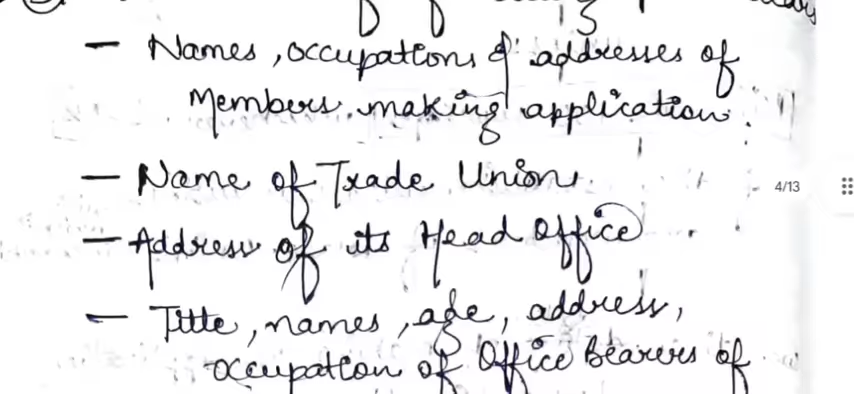 - Names, occupations & addresses of
Members making application.
- Name of Trade Union.
- Address of its Head Office
4/13
- Title, names, age, address,
occupation of Office Bearers of